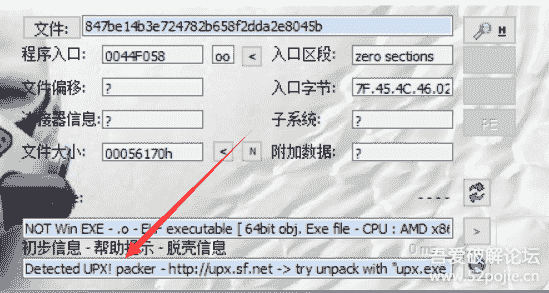 文件: 847be14b3e724782b658f2dda2e8045b H
程序入口: 0044F058 oo < 入口区段: zero sections
文件偏移: ? 入口字节: 7F.45.4C.46.02
连接器信息: ? 子系统: ? PE
文件大小: 00056170h < N 附加数据: ?
----
NOT Win EXE - .o - ELF executable [ 64bit obj. Exe file - CPU : AMD x86 >
初步信息 - 帮助提示 - 脱壳信息 0 ms
Detected UPX! packer - http://upx.sf.net -> try unpack with "upx.exe
吾爱破解论坛
www.52pojie.cn